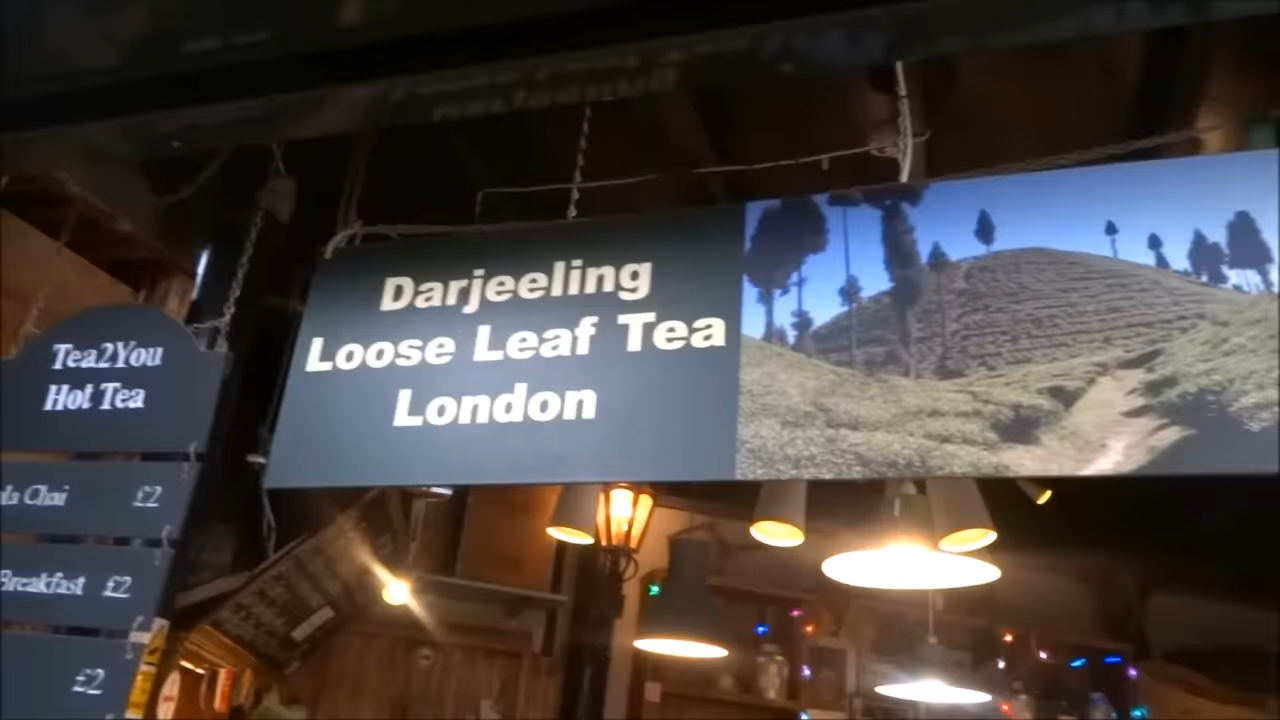 Darjeeling
Loose Leaf Tea
London
Tea2You
Hot Tea
Chai £2
Breakfast £2
£2